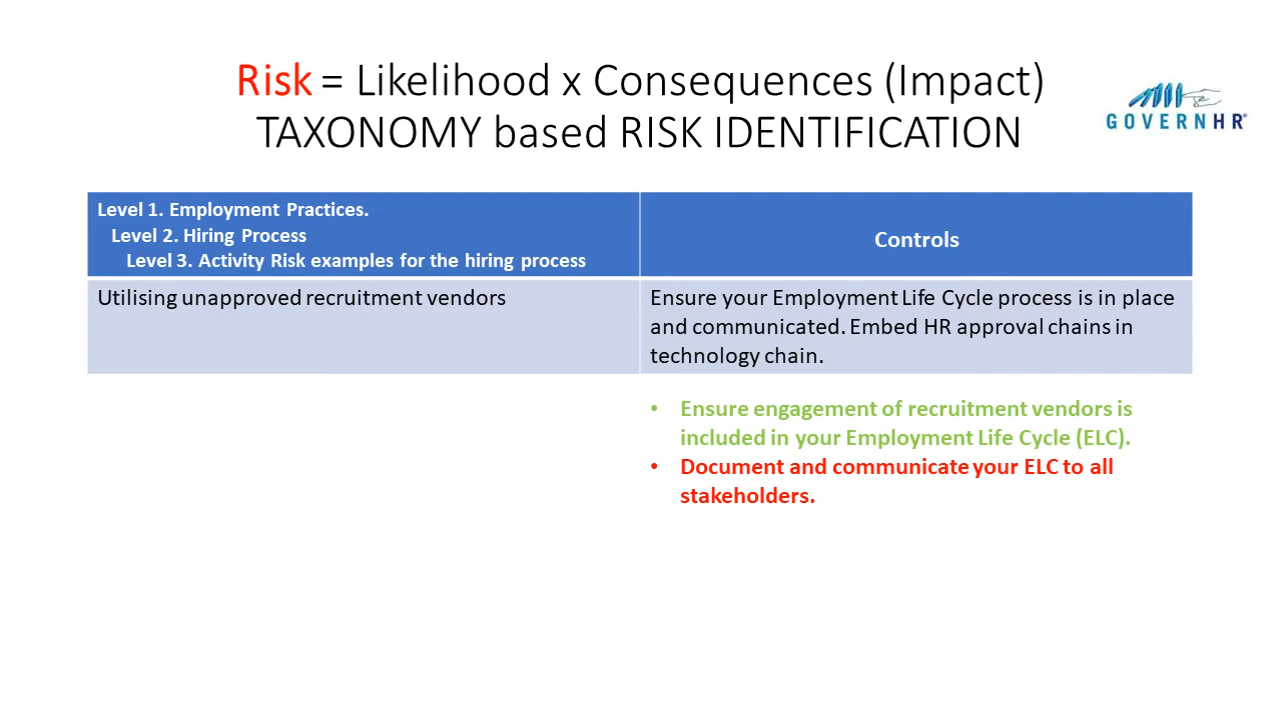 Risk = Likelihood x Consequences (Impact)
TAXONOMY based RISK IDENTIFICATION
GOVERNHR®
Level 1. Employment Practices.
Level 2. Hiring Process
Level 3. Activity Risk examples for the hiring process
Controls
Utilising unapproved recruitment vendors
Ensure your Employment Life Cycle process is in place
and communicated. Embed HR approval chains in
technology chain.
• Ensure engagement of recruitment vendors is
included in your Employment Life Cycle (ELC).
• Document and communicate your ELC to all
stakeholders.